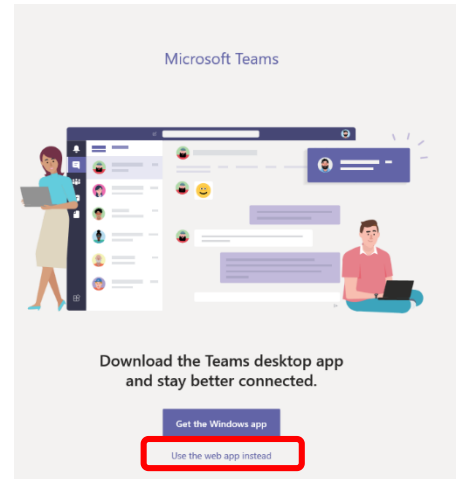 Microsoft Teams
Download the Teams desktop app
and stay better connected.
Get the Windows app
Use the web app instead